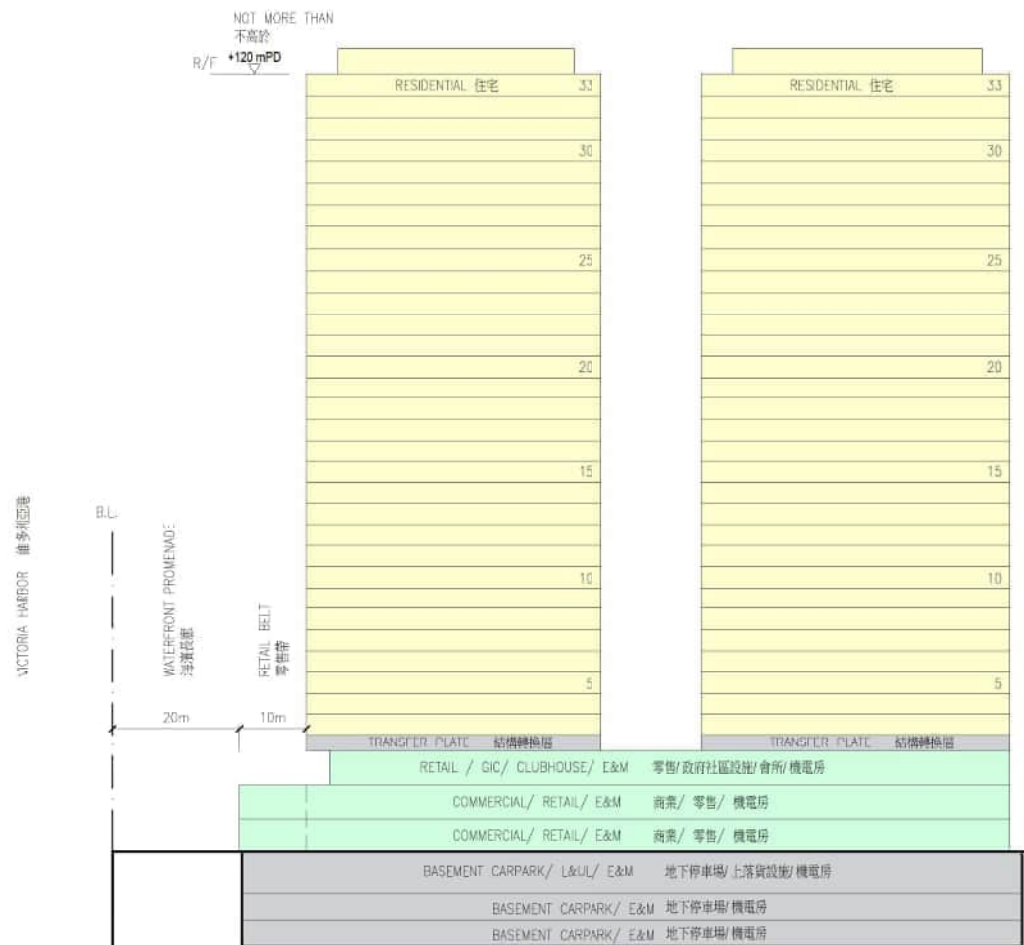 NOT MORE THAN
不高於
R/F +120 mPD
RESIDENTIAL 住宅 33
30
25
20
15
10
5
RESIDENTIAL 住宅 33
30
25
20
15
10
5
VICTORIA HARBOR 維多利亞港
B.L.
WATERFRONT PROMENADE
海濱長廊
RETAIL BELT
零售帶
20m
10m
TRANSFER PLATE 結構轉換層
TRANSFER PLATE 結構轉換層
RETAIL / GIC/ CLUBHOUSE/ E&M 零售/政府社區設施/會所/機電房
COMMERCIAL/ RETAIL/ E&M 商業/ 零售/ 機電房
COMMERCIAL/ RETAIL/ E&M 商業/ 零售/ 機電房
BASEMENT CARPARK/ L&UL/ E&M 地下停車場/上落貨設施/機電房
BASEMENT CARPARK/ E&M 地下停車場/機電房
BASEMENT CARPARK/ E&M 地下停車場/機電房